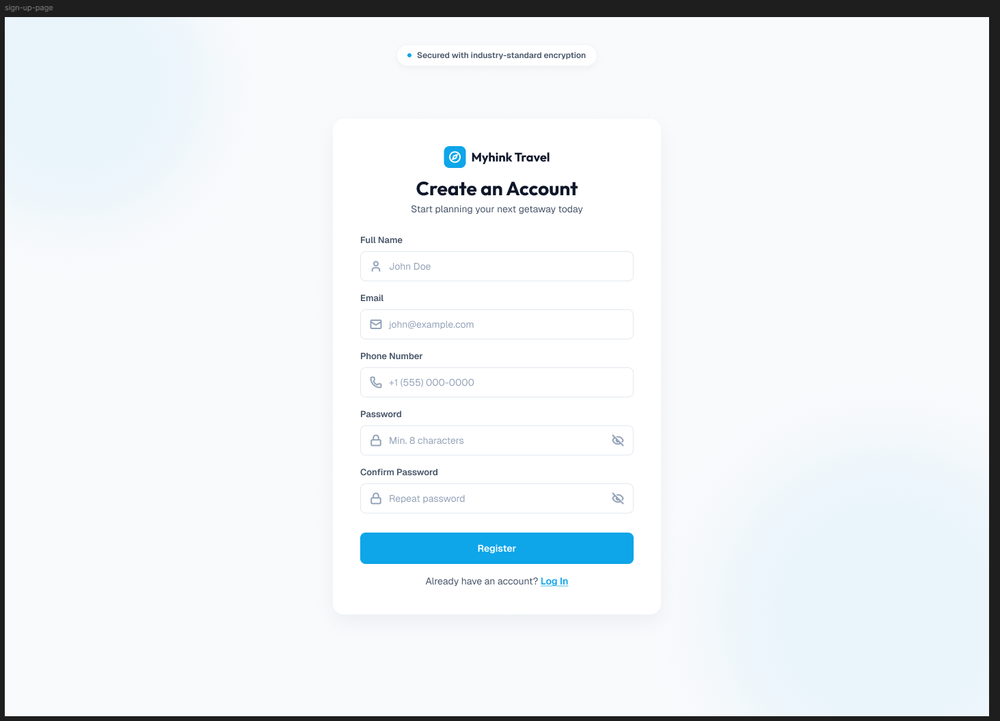 sign-up-page
Secured with industry-standard encryption
Myhink Travel
Create an Account
Start planning your next getaway today
Full Name
John Doe
Email
john@example.com
Phone Number
+1 (555) 000-0000
Password
Min. 8 characters
Confirm Password
Repeat password
Register
Already have an account? Log In